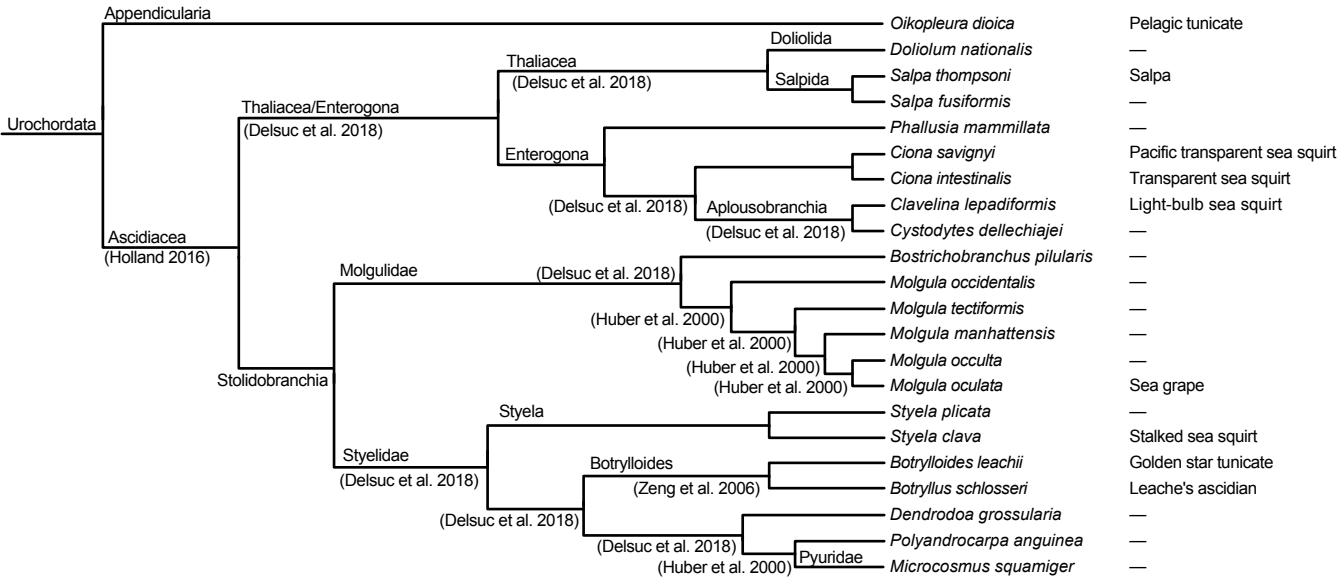 Appendicularia
Oikopleura dioica Pelagic tunicate
Doliolida
Doliolum nationalis —
Thaliacea
(Delsuc et al. 2018)
Salpida
Salpa thompsoni Salpa
Salpa fusiformis —
Thaliacea/Enterogona
(Delsuc et al. 2018)
Urochordata
Phallusia mammillata —
Enterogona
Ciona savignyi Pacific transparent sea squirt
Ciona intestinalis Transparent sea squirt
(Delsuc et al. 2018)
Aplousobranchia
(Delsuc et al. 2018)
Clavelina lepadiformis Light-bulb sea squirt
Cystodytes dellechiajei —
Ascidiacea
(Holland 2016)
Molgulidae
(Delsuc et al. 2018)
Bostrichobranchus pilularis —
Molgula occidentalis —
(Huber et al. 2000)
Molgula tectiformis —
(Huber et al. 2000)
Molgula manhattensis —
(Huber et al. 2000)
Molgula occulta —
(Huber et al. 2000)
Molgula oculata Sea grape
Stolidobranchia
Styela
Styela plicata —
Styela clava Stalked sea squirt
Styelidae
(Delsuc et al. 2018)
Botrylloides
(Zeng et al. 2006)
Botrylloides leachii Golden star tunicate
Botryllus schlosseri Leache's ascidian
(Delsuc et al. 2018)
Dendrodoa grossularia —
(Delsuc et al. 2018)
Polyandrocarpa anguinea —
(Huber et al. 2000)
Pyuridae
Microcosmus squamiger —